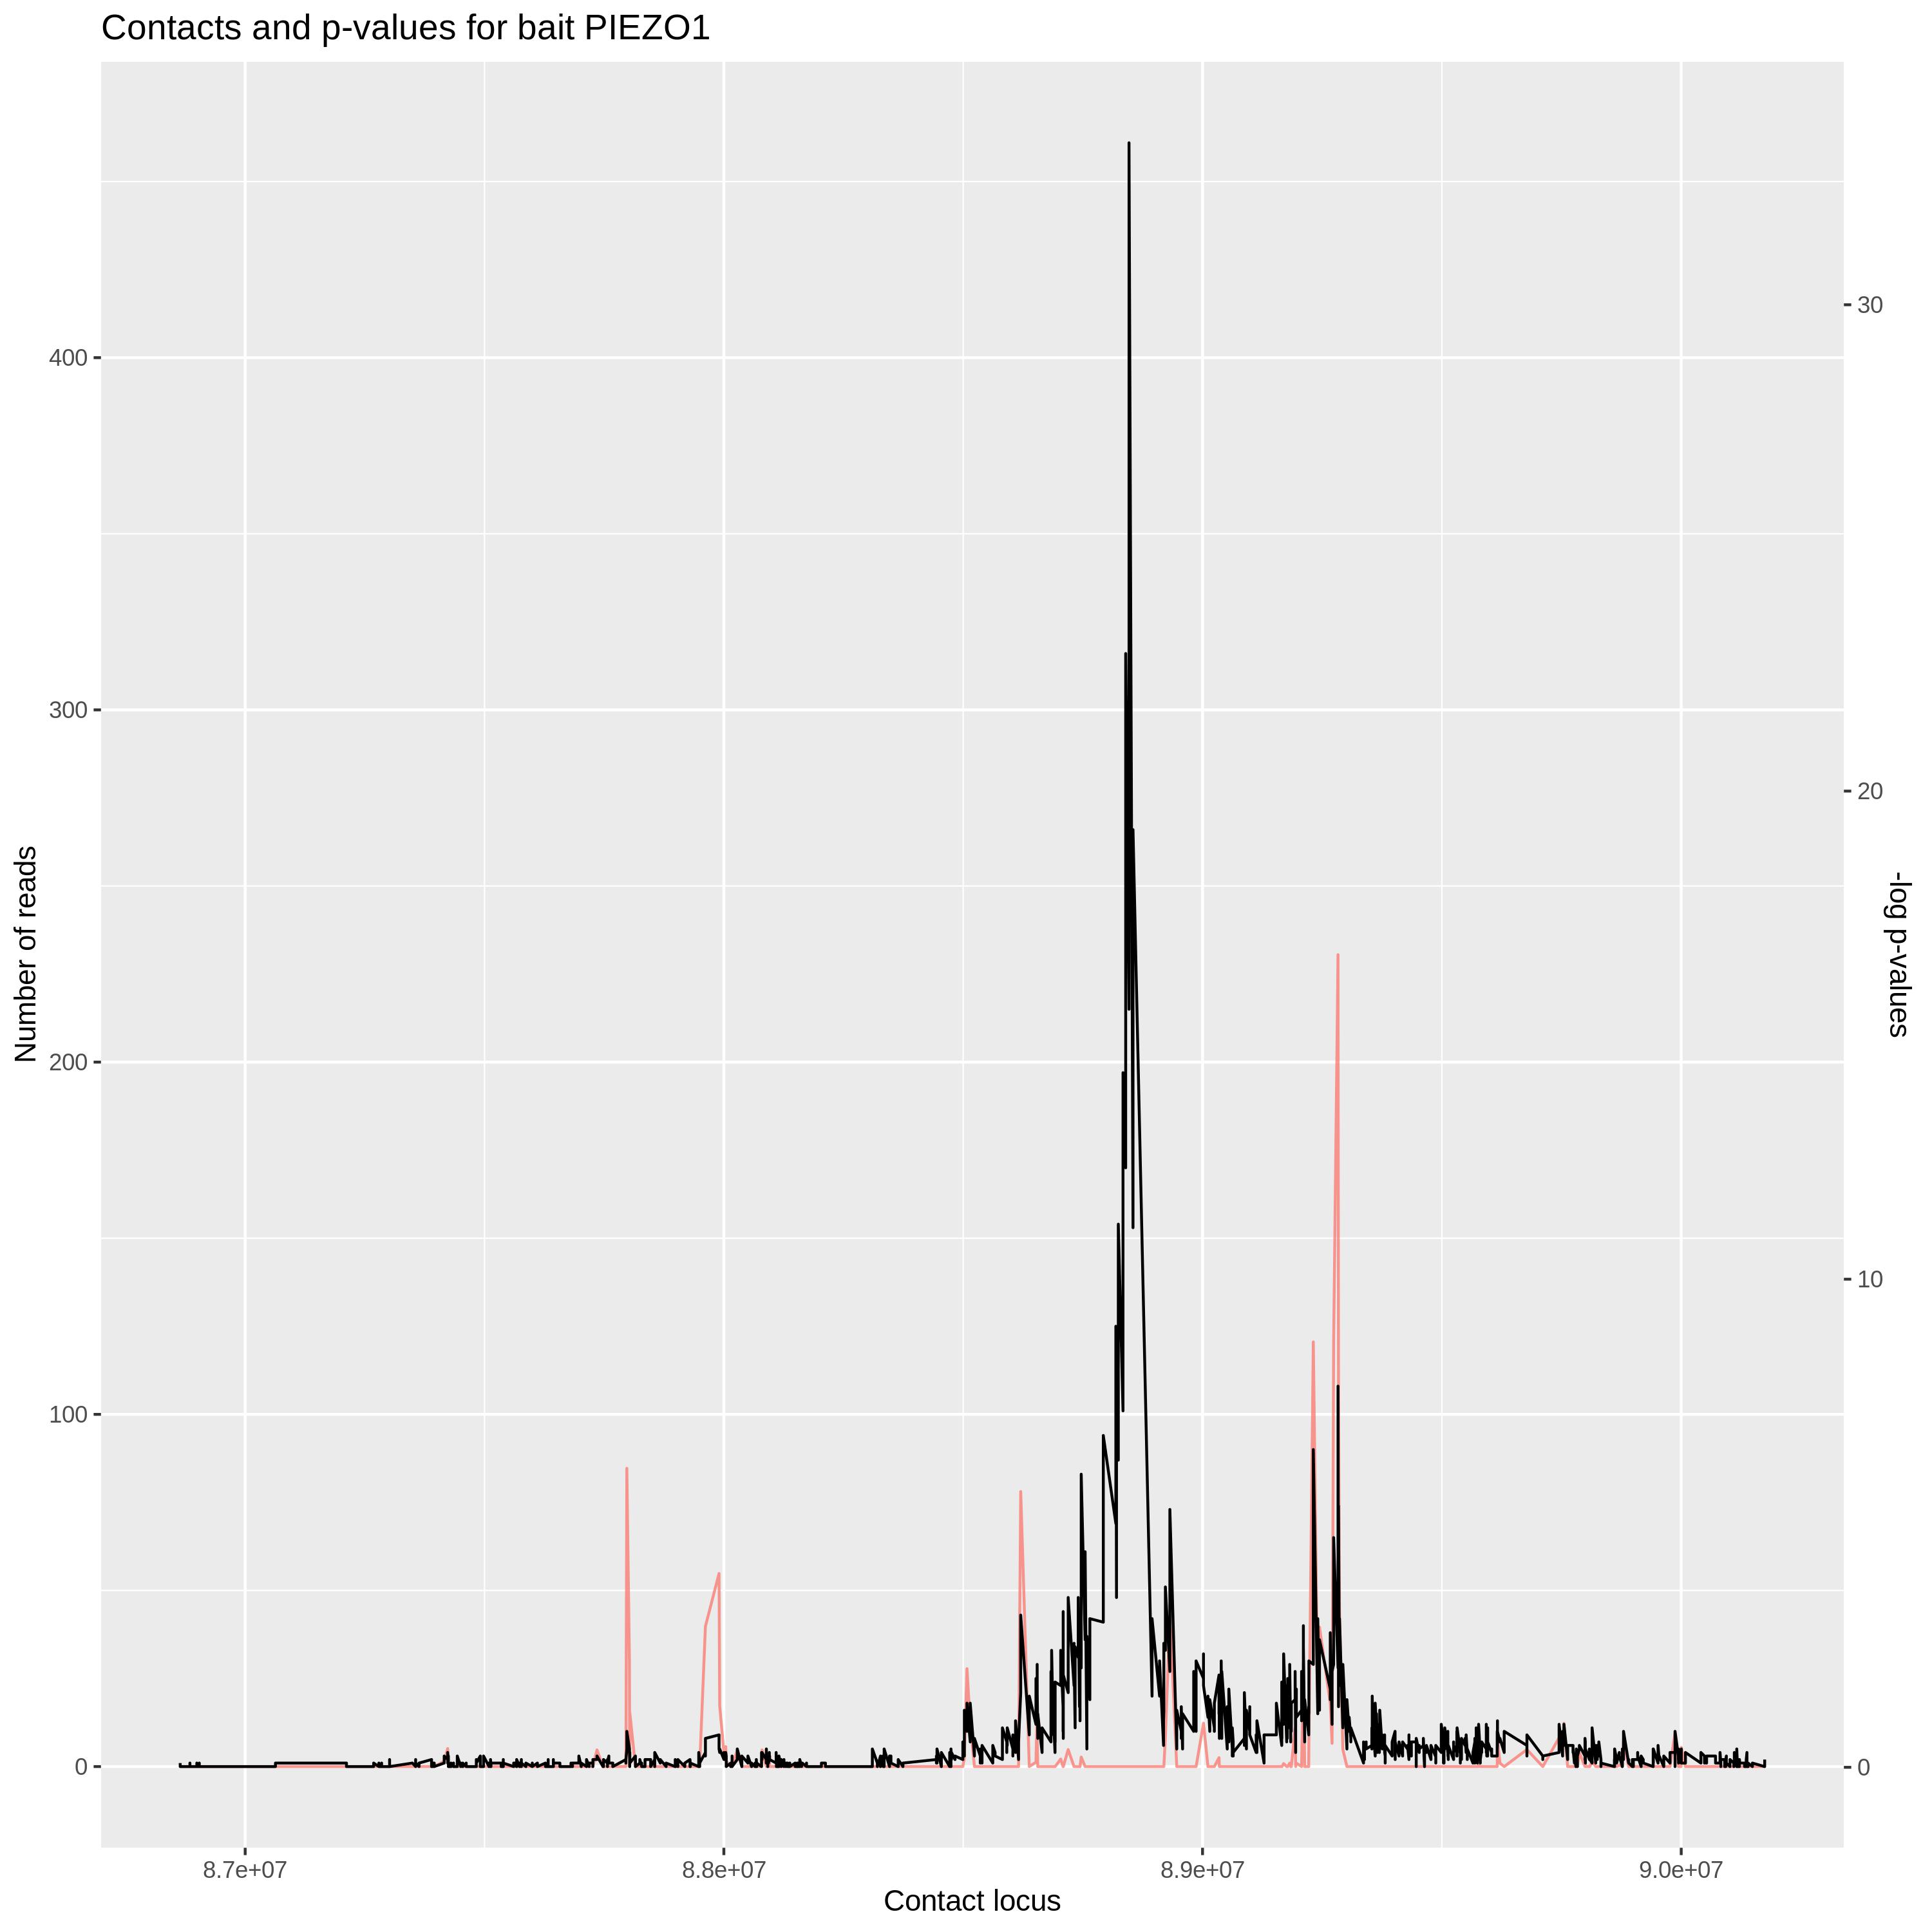 Contacts and p-values for bait PIEZO1
400
300
200
100
0
Number of reads
30
20
10
0
-log p-values
8.7e+07
8.8e+07
8.9e+07
9.0e+07
Contact locus